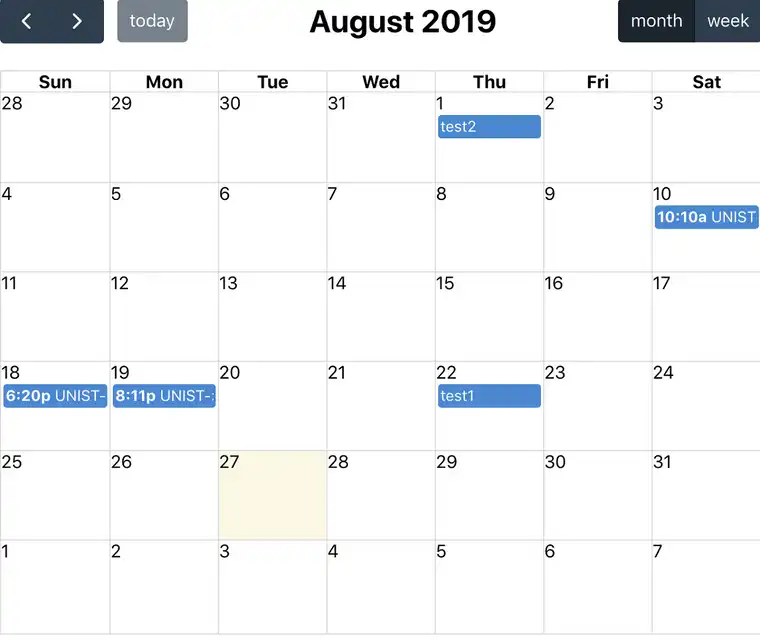 today August 2019 month week
Sun Mon Tue Wed Thu Fri Sat
28 29 30 31 1 2 3
test2
4 5 6 7 8 9 10
10:10a UNIST
11 12 13 14 15 16 17
18 19 20 21 22 23 24
6:20p UNIST- 8:11p UNIST-: test1
25 26 27 28 29 30 31
1 2 3 4 5 6 7